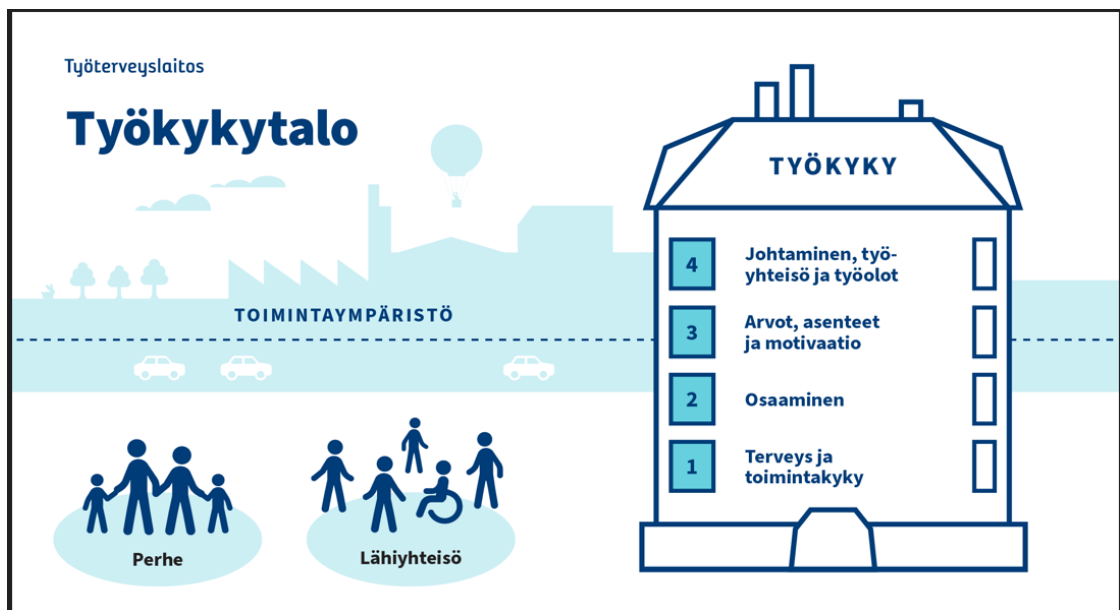 Työterveyslaitos
Työkykytalo
TYÖKYKY
4
Johtaminen, työ-
yhteisö ja työolot
3
Arvot, asenteet
ja motivaatio
2
Osaaminen
1
Terveys ja
toimintakyky
TOIMINTAYMPÄRISTÖ
Perhe
Lähiyhteisö